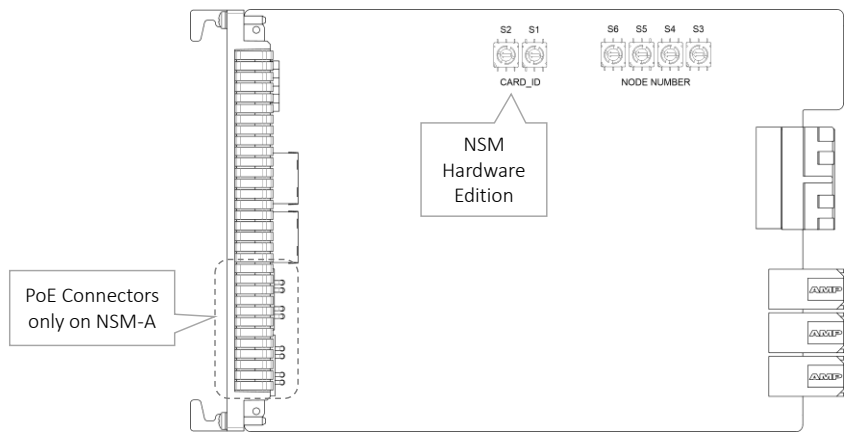 S2 S1
S6 S5 S4 S3
CARD_ID
NODE NUMBER
NSM
Hardware
Edition
PoE Connectors
only on NSM-A
AMP
AMP
AMP